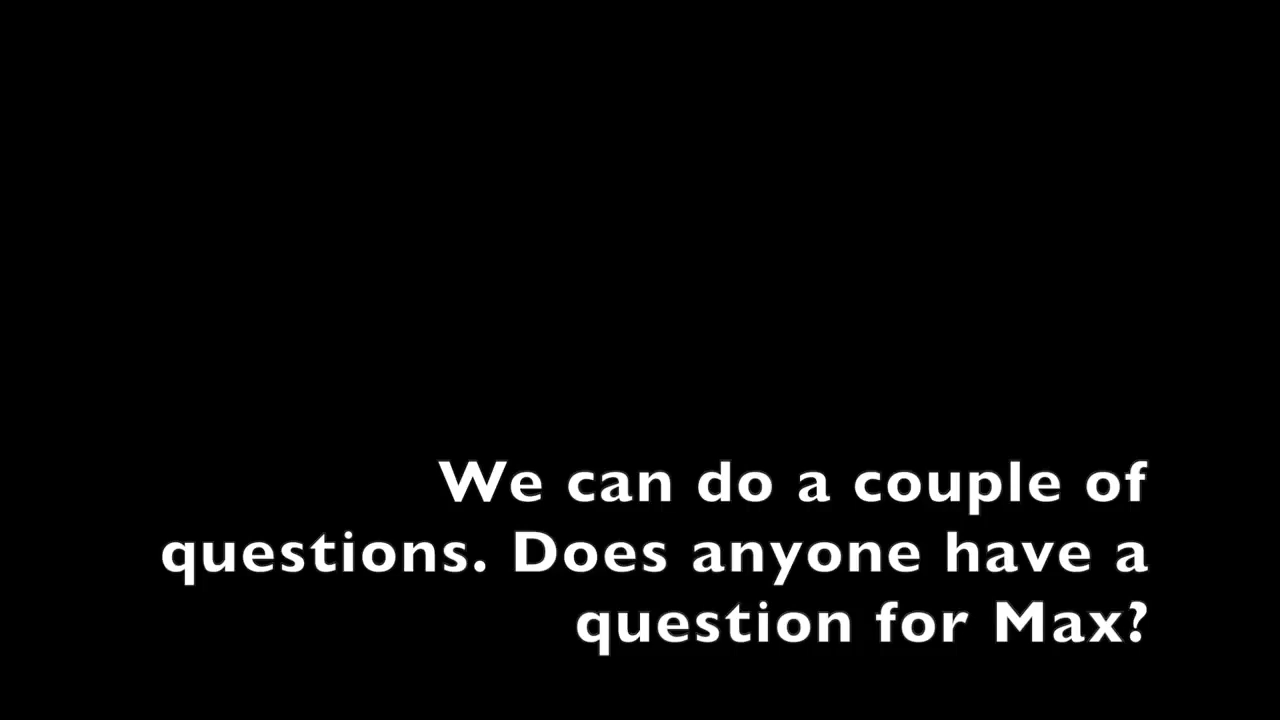 We can do a couple of
questions. Does anyone have a
question for Max?